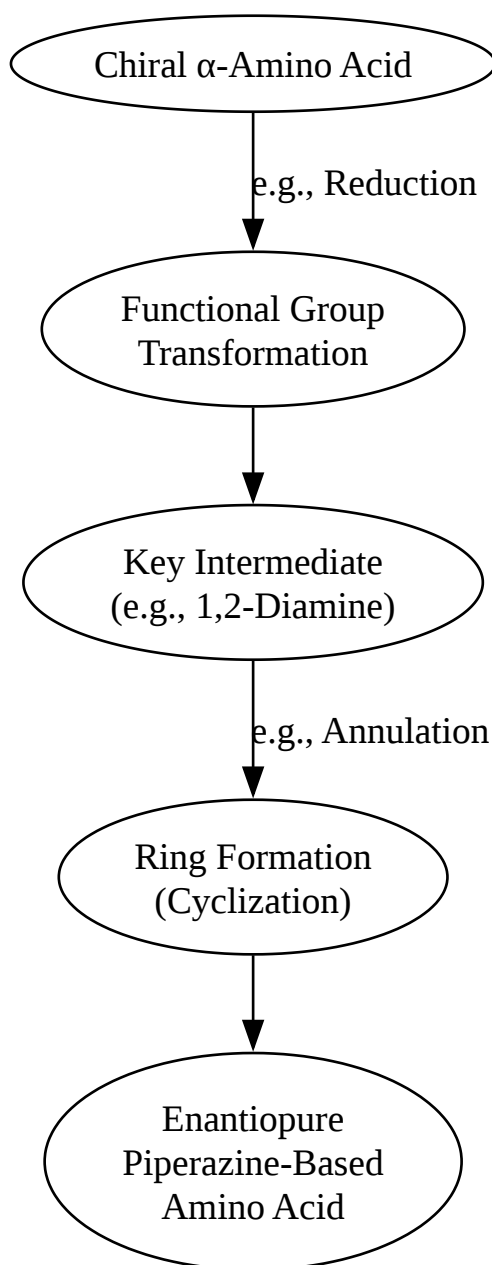 Chiral α-Amino Acid
e.g., Reduction
Functional Group
Transformation
Key Intermediate
(e.g., 1,2-Diamine)
e.g., Annulation
Ring Formation
(Cyclization)
Enantiopure
Piperazine-Based
Amino Acid